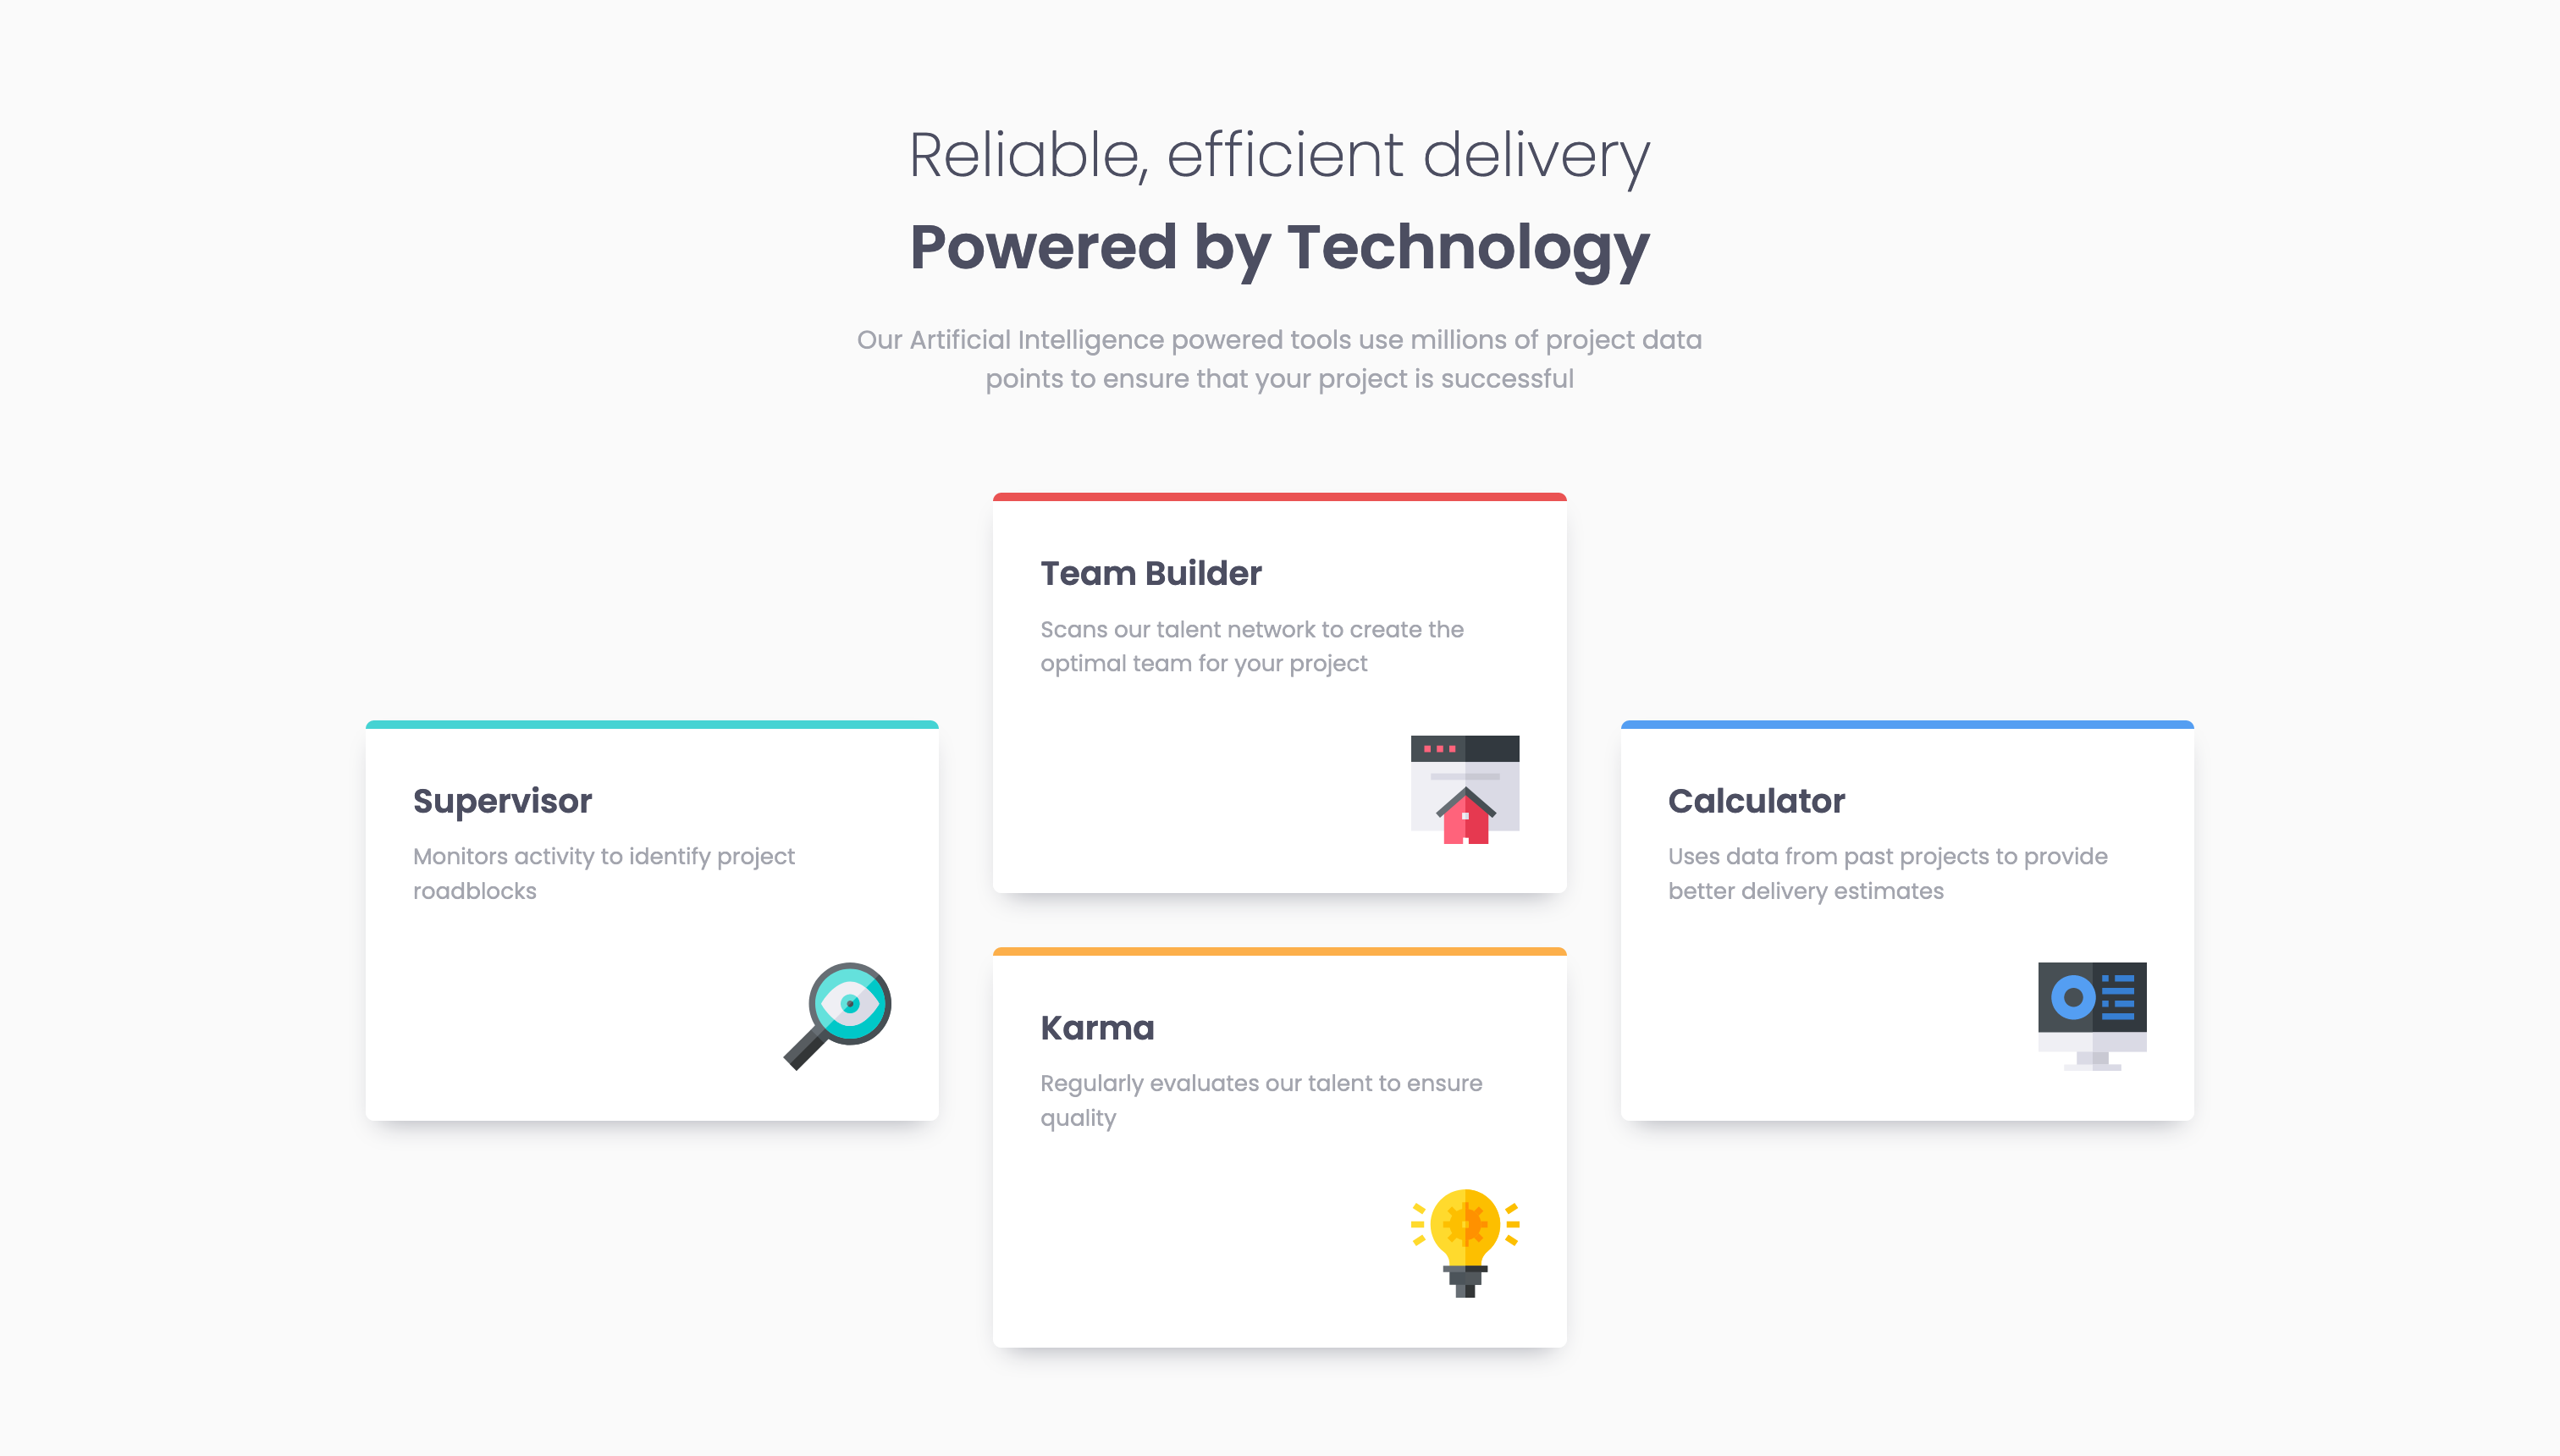 Reliable, efficient delivery
Powered by Technology
Our Artificial Intelligence powered tools use millions of project data
points to ensure that your project is successful
Team Builder
Scans our talent network to create the
optimal team for your project
Supervisor
Monitors activity to identify project
roadblocks
Calculator
Uses data from past projects to provide
better delivery estimates
Karma
Regularly evaluates our talent to ensure
quality